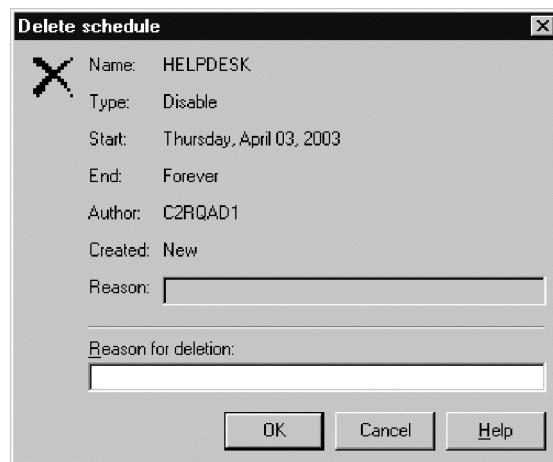 Delete schedule
Name: HELPDESK
Type: Disable
Start: Thursday, April 03, 2003
End: Forever
Author: C2RQAD1
Created: New
Reason:
Reason for deletion:
OK Cancel Help